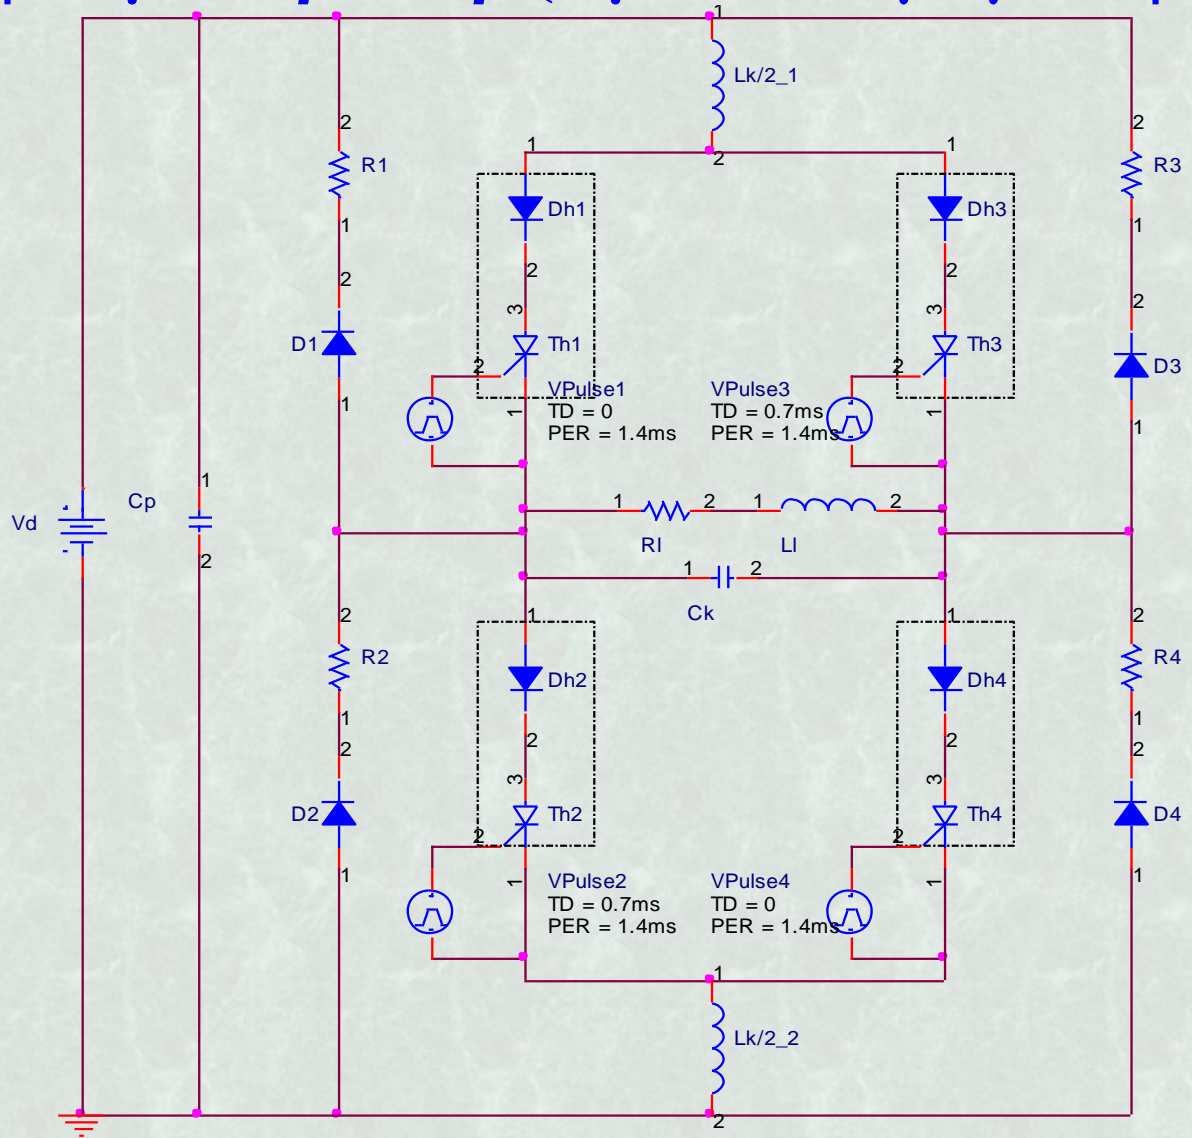 1
Lk/2_1
2
2
2
R1
1
1
R3
2
1
1
Dh1
Dh3
1
2
2
2
2
3
3
D1
Th1
Th3
D3
2
2
VPulse1
VPulse3
1
TD = 0
TD = 0.7ms
1
1
1
PER = 1.4ms
PER = 1.4ms
1
Cp
1
2
1
2
Vd
Rl
Ll
2
1
2
Ck
2
1
1
2
R2
Dh2
Dh4
R4
1
1
2
2
2
2
3
3
D2
Th2
Th4
D4
2
2
1
VPulse2
VPulse4
1
1
1
TD = 0.7ms
TD = 0
PER = 1.4ms
PER = 1.4ms
1
Lk/2_2
2